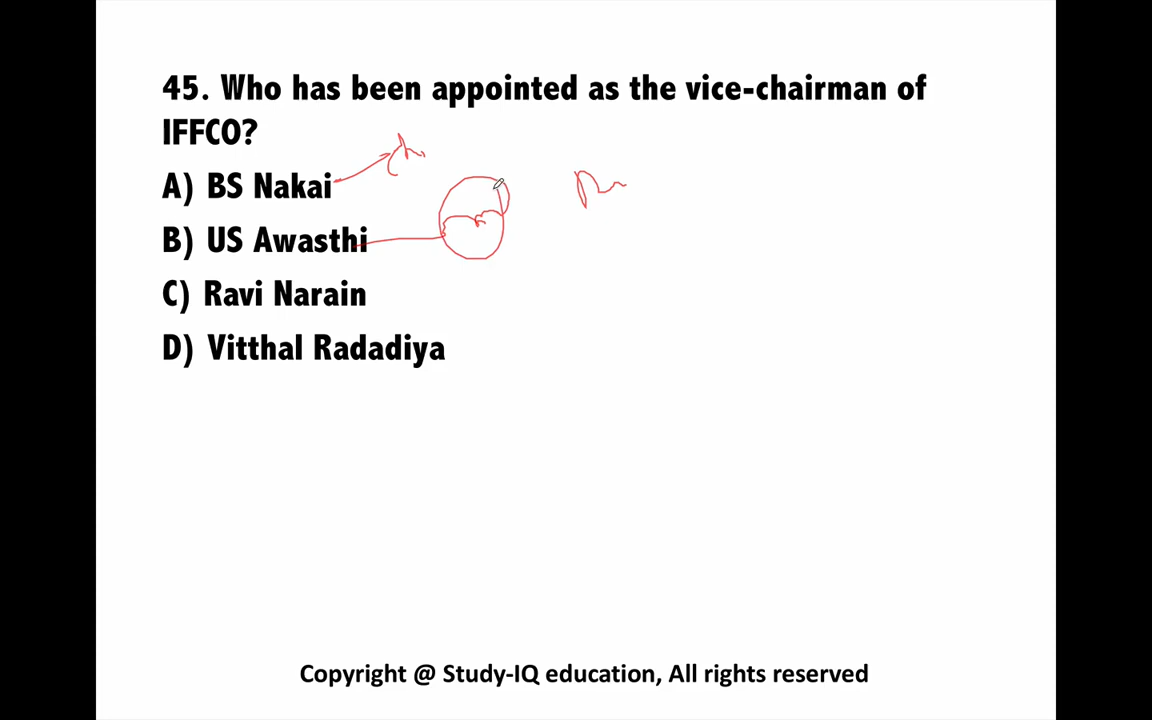 45. Who has been appointed as the vice-chairman of
IFFCO?
A) BS Nakai
B) US Awasthi
C) Ravi Narain
D) Vitthal Radadiya
Copyright @ Study-IQ education, All rights reserved